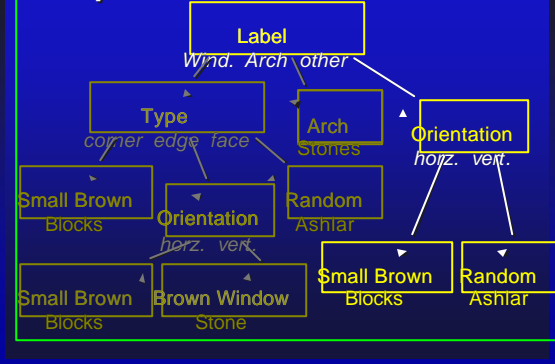 Label
Wind. Arch other
Type
corner edge face
Arch
Stones
Orientation
horz. vert.
Small Brown
Blocks
Orientation
horz. vert.
Random
Ashlar
Small Brown
Blocks
Brown Window
Stone
Small Brown
Blocks
Random
Ashlar